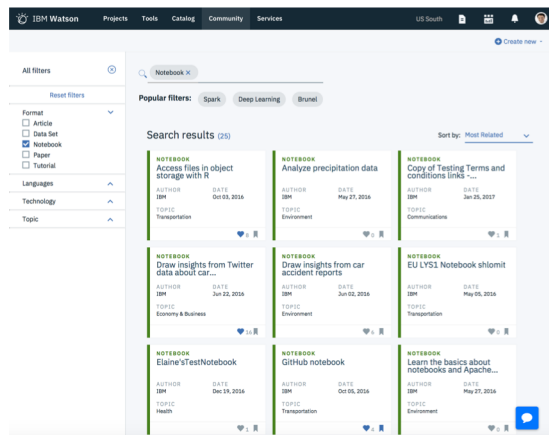 IBM Watson Projects Tools Catalog Community Services US South
Create new
All filters
Reset filters
Format
Article
Data Set
Notebook
Paper
Tutorial
Languages
Technology
Topic
Notebook ×
Popular filters: Spark Deep Learning Brunel
Search results (25) Sort by: Most Related
NOTEBOOK
Access files in object
storage with R
AUTHOR DATE
IBM Oct 03, 2016
TOPIC
Transportation
NOTEBOOK
Analyze precipitation data
AUTHOR DATE
IBM May 27, 2016
TOPIC
Environment
0
NOTEBOOK
Copy of Testing Terms and
conditions links -...
AUTHOR DATE
IBM Jan 25, 2017
TOPIC
Communications
1
NOTEBOOK
Draw insights from Twitter
data about car...
AUTHOR DATE
IBM Jun 22, 2016
TOPIC
Economy & Business
16
NOTEBOOK
Draw insights from car
accident reports
AUTHOR DATE
IBM Jun 02, 2016
TOPIC
Environment
NOTEBOOK
EU LYS1 Notebook shlomit
AUTHOR DATE
IBM May 05, 2016
TOPIC
Transportation
0
NOTEBOOK
Elaine'sTestNotebook
AUTHOR DATE
IBM Dec 19, 2016
TOPIC
Health
1
NOTEBOOK
GitHub notebook
AUTHOR DATE
IBM Oct 05, 2016
TOPIC
Transportation
4
NOTEBOOK
Learn the basics about
notebooks and Apache...
AUTHOR DATE
IBM May 27, 2016
TOPIC
Environment